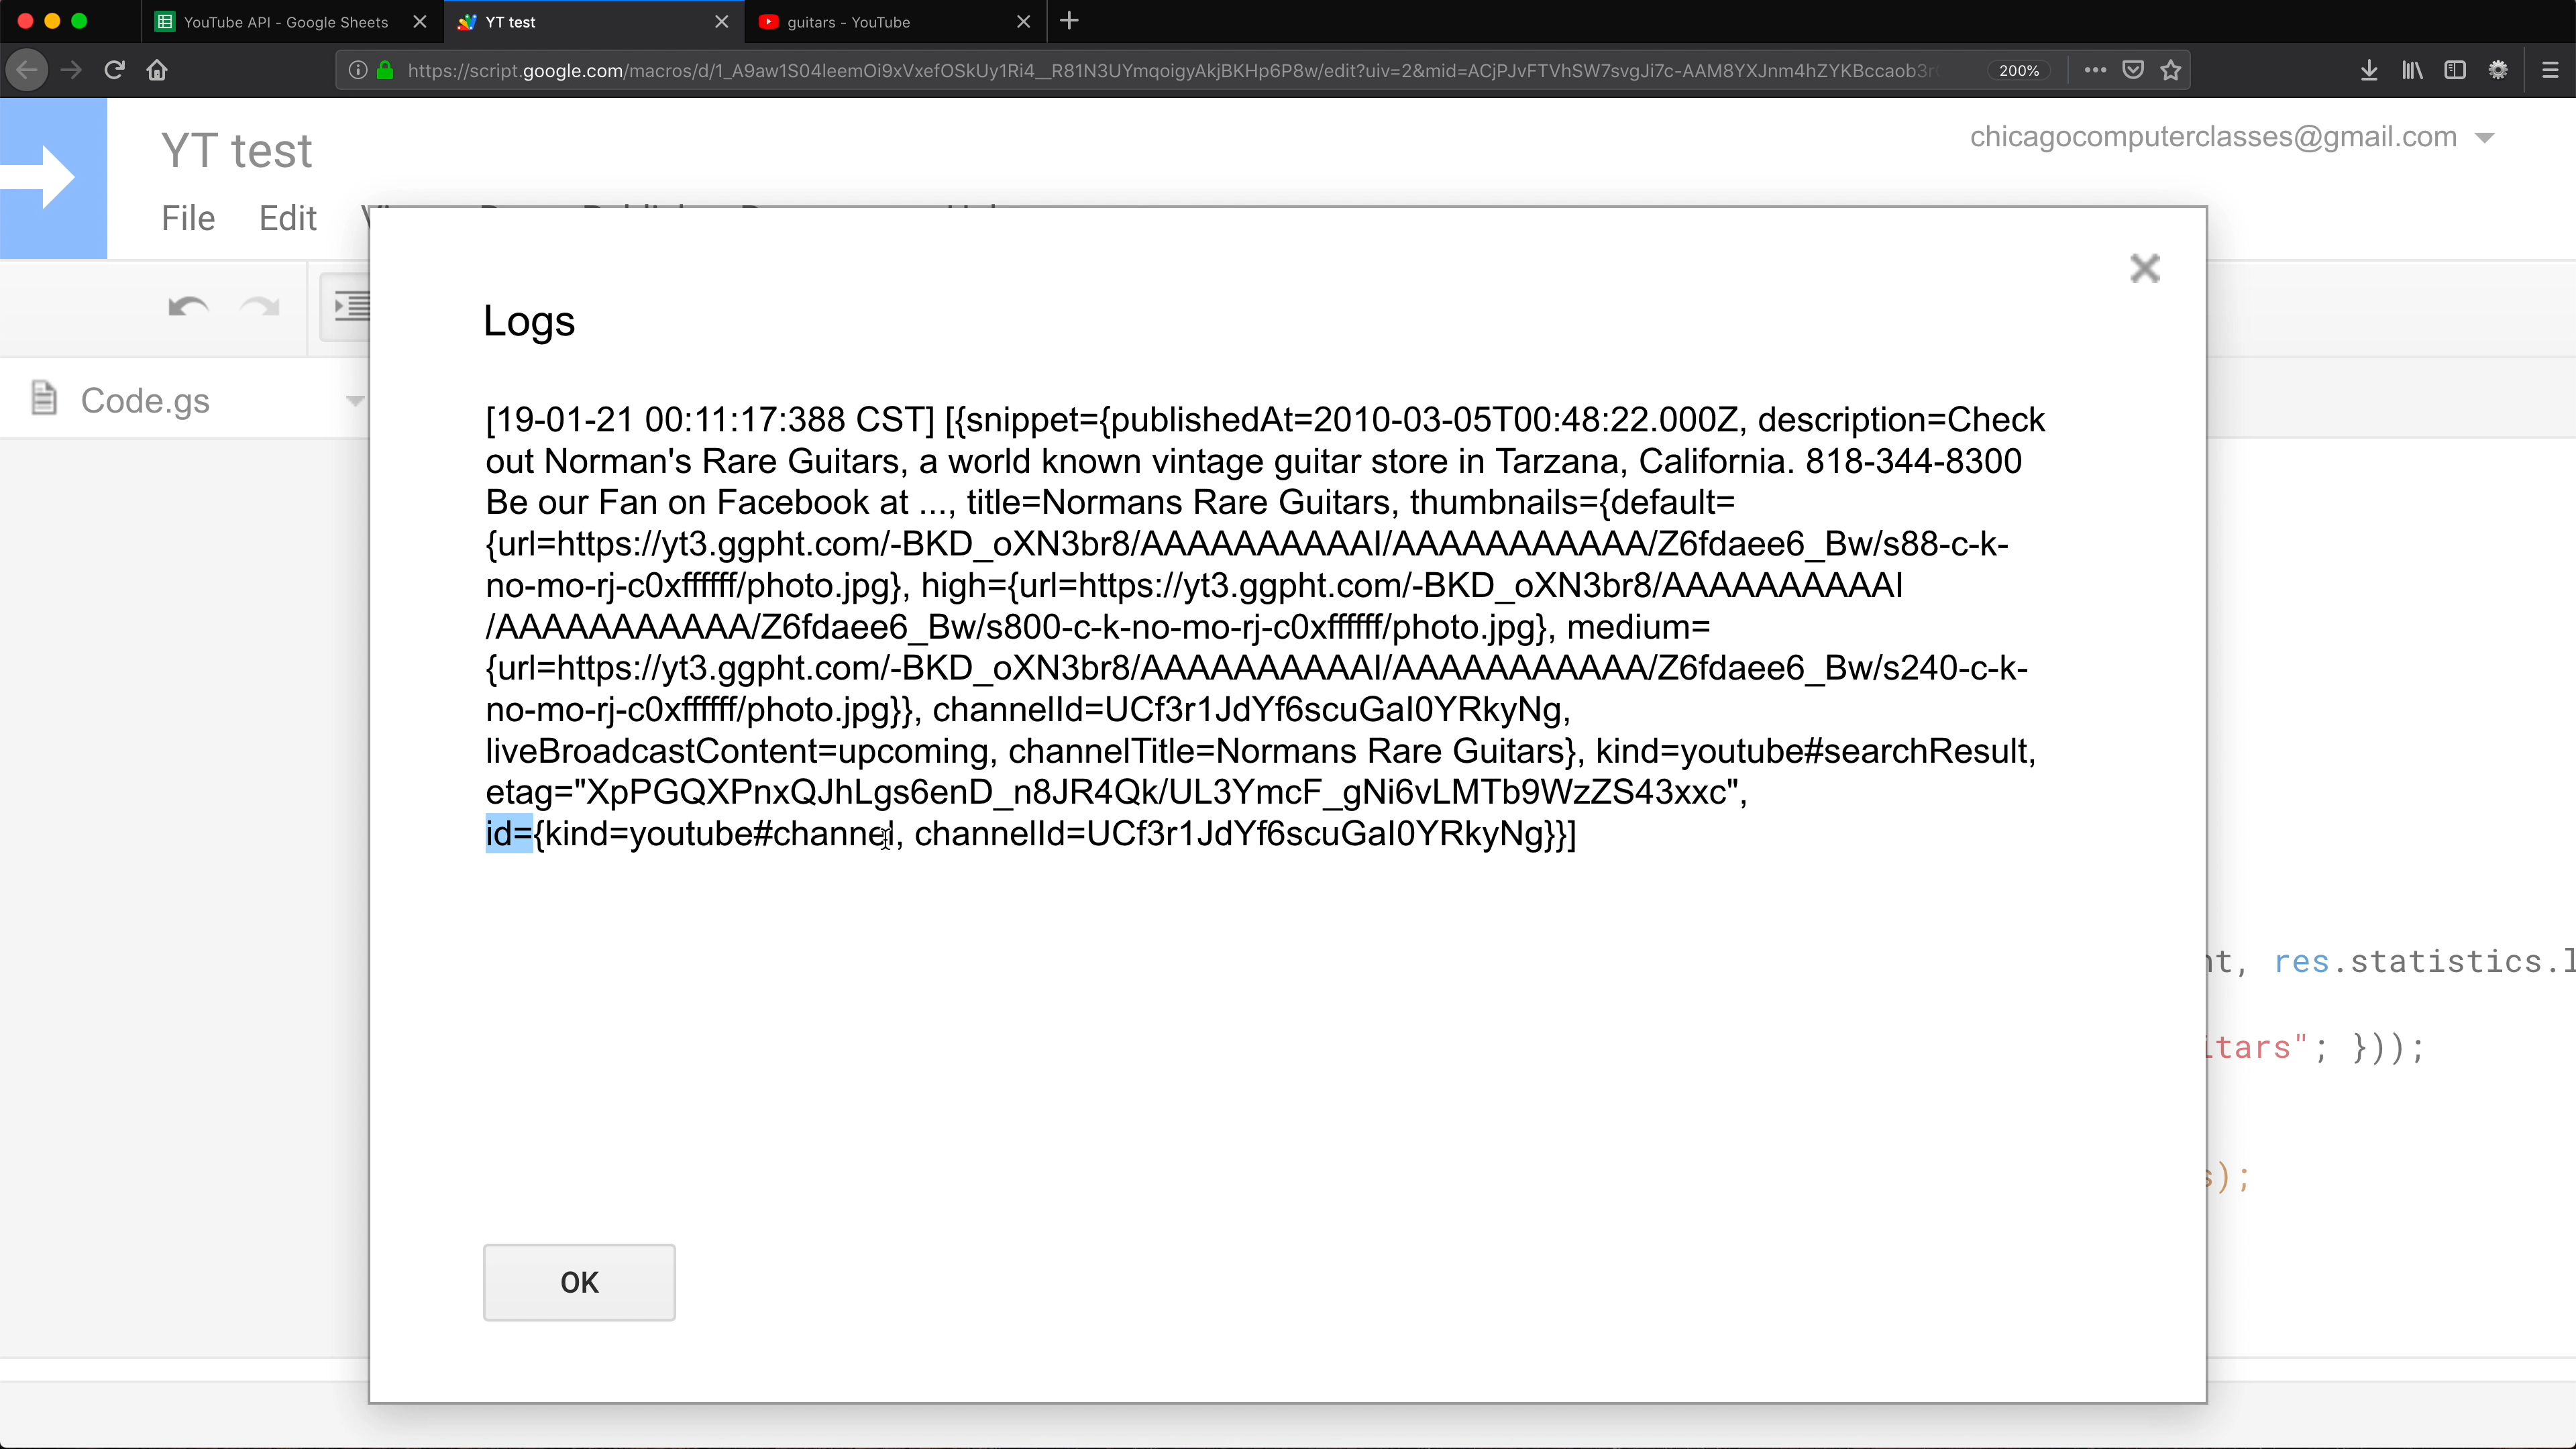 YouTube API - Google Sheets
YT test
guitars - YouTube
https://script.google.com/macros/d/1_A9aw1S04leemOi9xVxefOSkUy1Ri4__R81N3UYmqoigyAkjBKHp6P8w/edit?uiv=2&mid=ACjPJvFTVhSW7svgJi7c-AAM8YXJnm4hZYKBccaob3r
200%
YT test
chicagocomputerclasses@gmail.com
File Edit
Logs
Code.gs
[19-01-21 00:11:17:388 CST] [{snippet={publishedAt=2010-03-05T00:48:22.000Z, description=Check
out Norman's Rare Guitars, a world known vintage guitar store in Tarzana, California. 818-344-8300
Be our Fan on Facebook at ..., title=Normans Rare Guitars, thumbnails={default=
{url=https://yt3.ggpht.com/-BKD_oXN3br8/AAAAAAAAAAI/AAAAAAAAAAA/Z6fdaee6_Bw/s88-c-k-
no-mo-rj-c0xffffff/photo.jpg}, high={url=https://yt3.ggpht.com/-BKD_oXN3br8/AAAAAAAAAAI
/AAAAAAAAAAA/Z6fdaee6_Bw/s800-c-k-no-mo-rj-c0xffffff/photo.jpg}, medium=
{url=https://yt3.ggpht.com/-BKD_oXN3br8/AAAAAAAAAAI/AAAAAAAAAAA/Z6fdaee6_Bw/s240-c-k-
no-mo-rj-c0xffffff/photo.jpg}}, channelId=UCf3r1JdYf6scuGaI0YRkyNg,
liveBroadcastContent=upcoming, channelTitle=Normans Rare Guitars}, kind=youtube#searchResult,
etag="XpPGQXPnxQJhLgs6enD_n8JR4Qk/UL3YmcF_gNi6vLMTb9WzZS43xxc",
id={kind=youtube#channel, channelId=UCf3r1JdYf6scuGaI0YRkyNg}}]
nt, res.statistics.l
itars"; }));
s);
OK